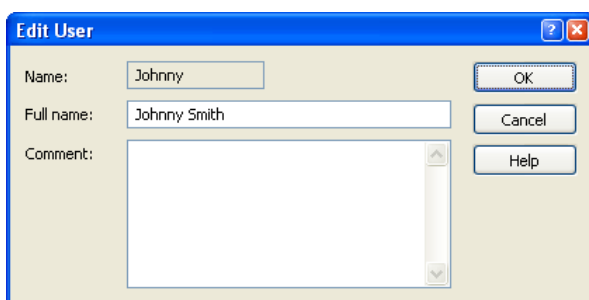 Edit User
Name: Johnny
OK
Full name: Johnny Smith
Cancel
Comment:
Help